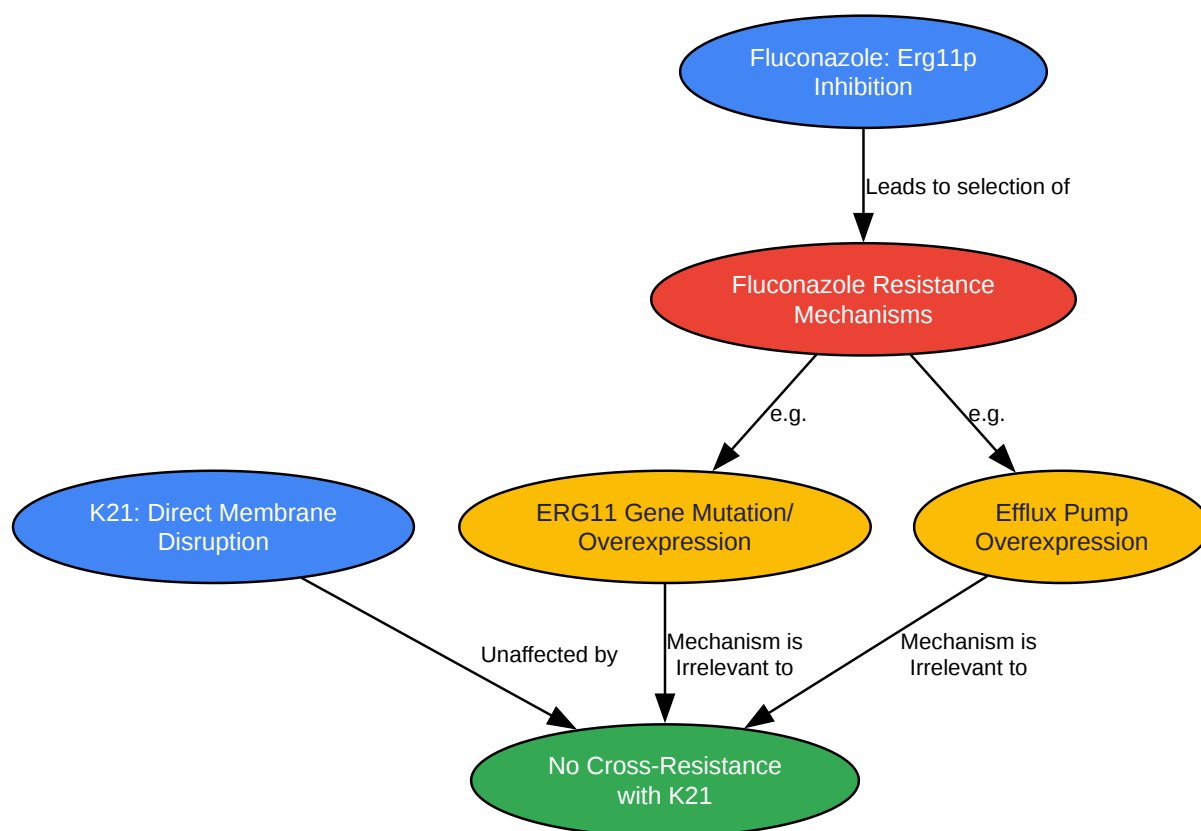 Fluconazole: Erg11p
Inhibition
Leads to selection of
Fluconazole Resistance
Mechanisms
e.g.
e.g.
K21: Direct Membrane
Disruption
ERG11 Gene Mutation/
Overexpression
Efflux Pump
Overexpression
Unaffected by
Mechanism is
Irrelevant to
Mechanism is
Irrelevant to
No Cross-Resistance
with K21